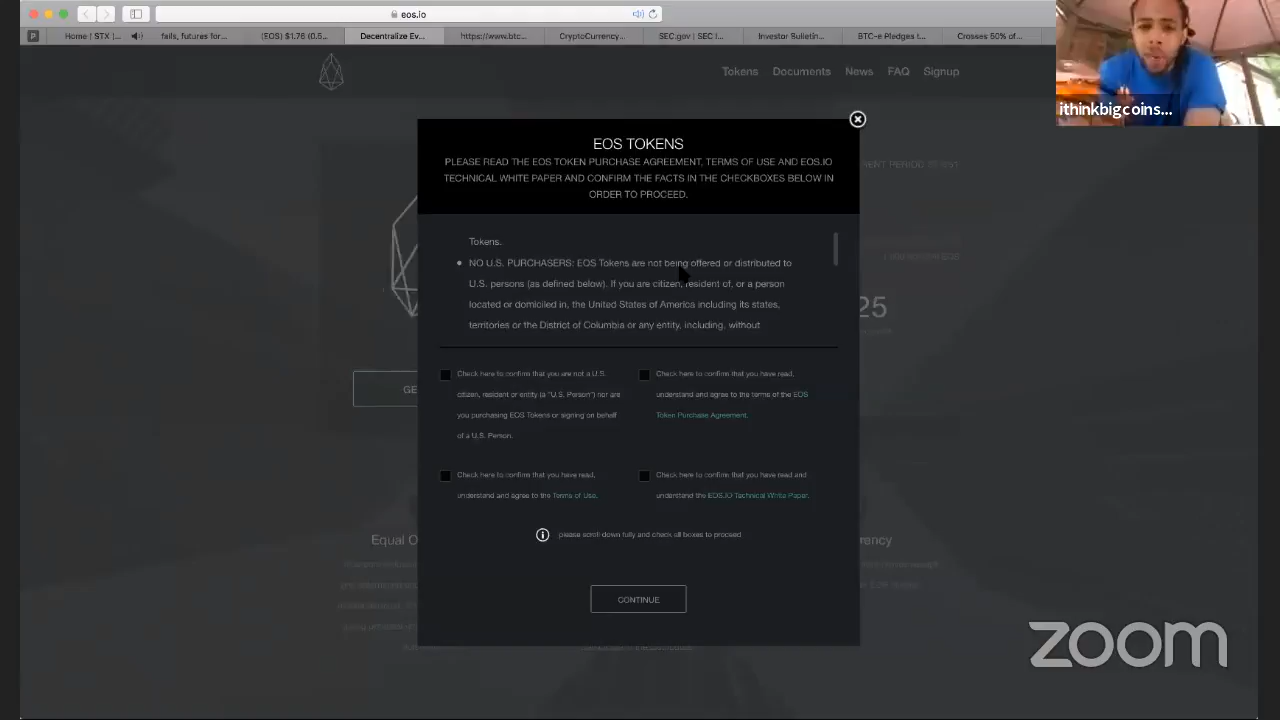 eos.io
P
Home | STX |...
fails, futures for...
(EOS) $1.76 (0.5...
Decentralize Ev...
https://www.btc...
CryptoCurrency...
SEC.gov | SEC I...
Investor Bulletin...
BTC-e Pledges t...
Crosses 50% of...
Tokens
Documents
News
FAQ
Signup
ithinkbigcoins...
EOS TOKENS
PLEASE READ THE EOS TOKEN PURCHASE AGREEMENT, TERMS OF USE AND EOS.IO
TECHNICAL WHITE PAPER AND CONFIRM THE FACTS IN THE CHECKBOXES BELOW IN
ORDER TO PROCEED.
Tokens.
NO U.S. PURCHASERS: EOS Tokens are not being offered or distributed to
U.S. persons (as defined below). If you are citizen, resident of, or a person
located or domiciled in, the United States of America including its states,
territories or the District of Columbia or any entity, including, without
25
GE
Check here to confirm that you are not a U.S.
citizen, resident or entity (a "U.S. Person") nor are
you purchasing EOS Tokens or signing on behalf
of a U.S. Person.
Check here to confirm that you have read,
understand and agree to the terms of the EOS
Token Purchase Agreement.
Check here to confirm that you have read,
understand and agree to the Terms of Use.
Check here to confirm that you have read and
understand the EOS.IO Technical White Paper.
please scroll down fully and check all boxes to proceed
Equal O
rrency
CONTINUE
zoom